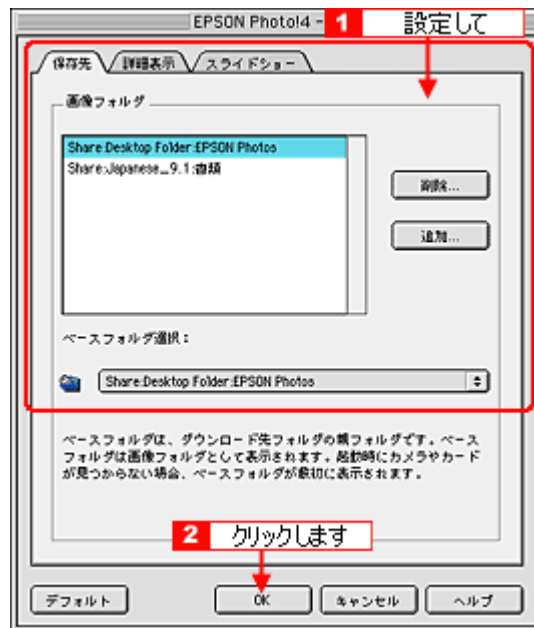 EPSON Photo!4 -
1 設定して
保存先 詳細表示 スライドショー
画像フォルダ
Share:Desktop Folder:EPSON Photos
Share:Japanese_9.1:書類
削除...
追加...
ベースフォルダ選択：
Share:Desktop Folder:EPSON Photos
ベースフォルダは、ダウンロード先フォルダの親フォルダです。ベース
フォルダは画像フォルダとして表示されます。起動時にカメラやカード
が見つからない場合、ベースフォルダが最初に表示されます。
2 クリックします
デフォルト OK キャンセル ヘルプ